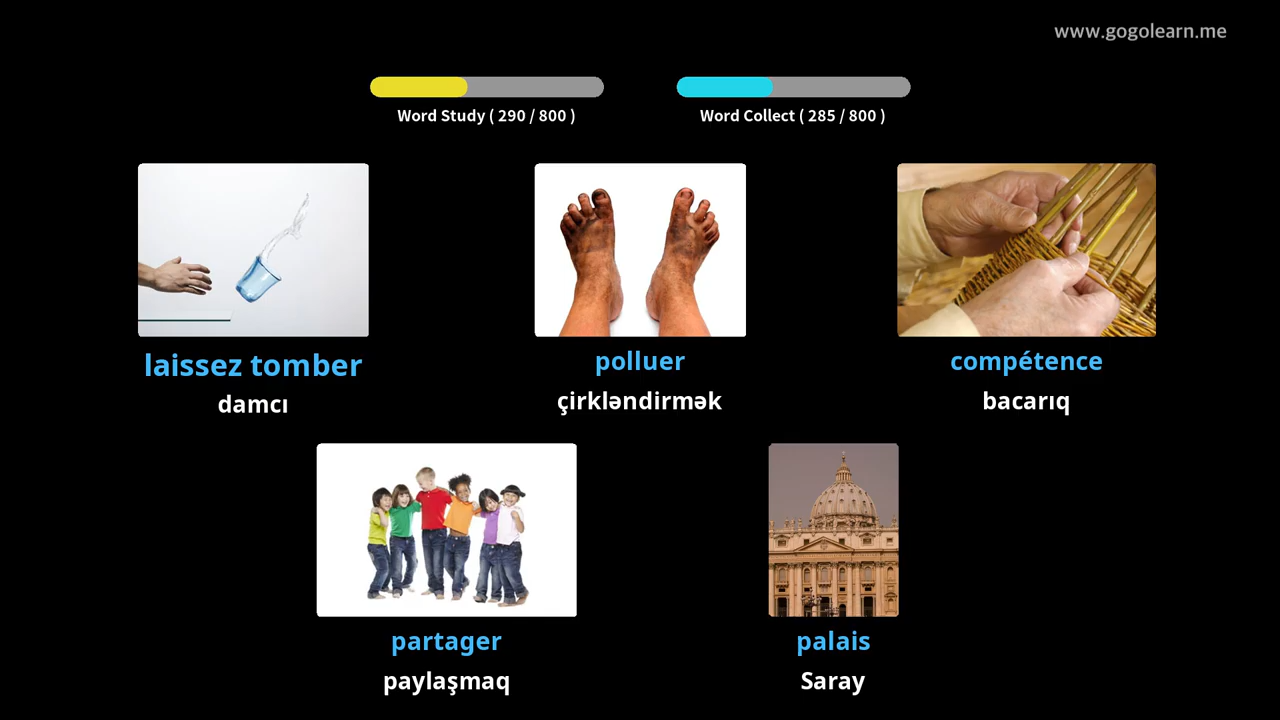 www.gogolearn.me
Word Study ( 290 / 800 )
Word Collect ( 285 / 800 )
laissez tomber
damcı
polluer
çirkləndirmək
compétence
bacarıq
partager
paylaşmaq
palais
Saray